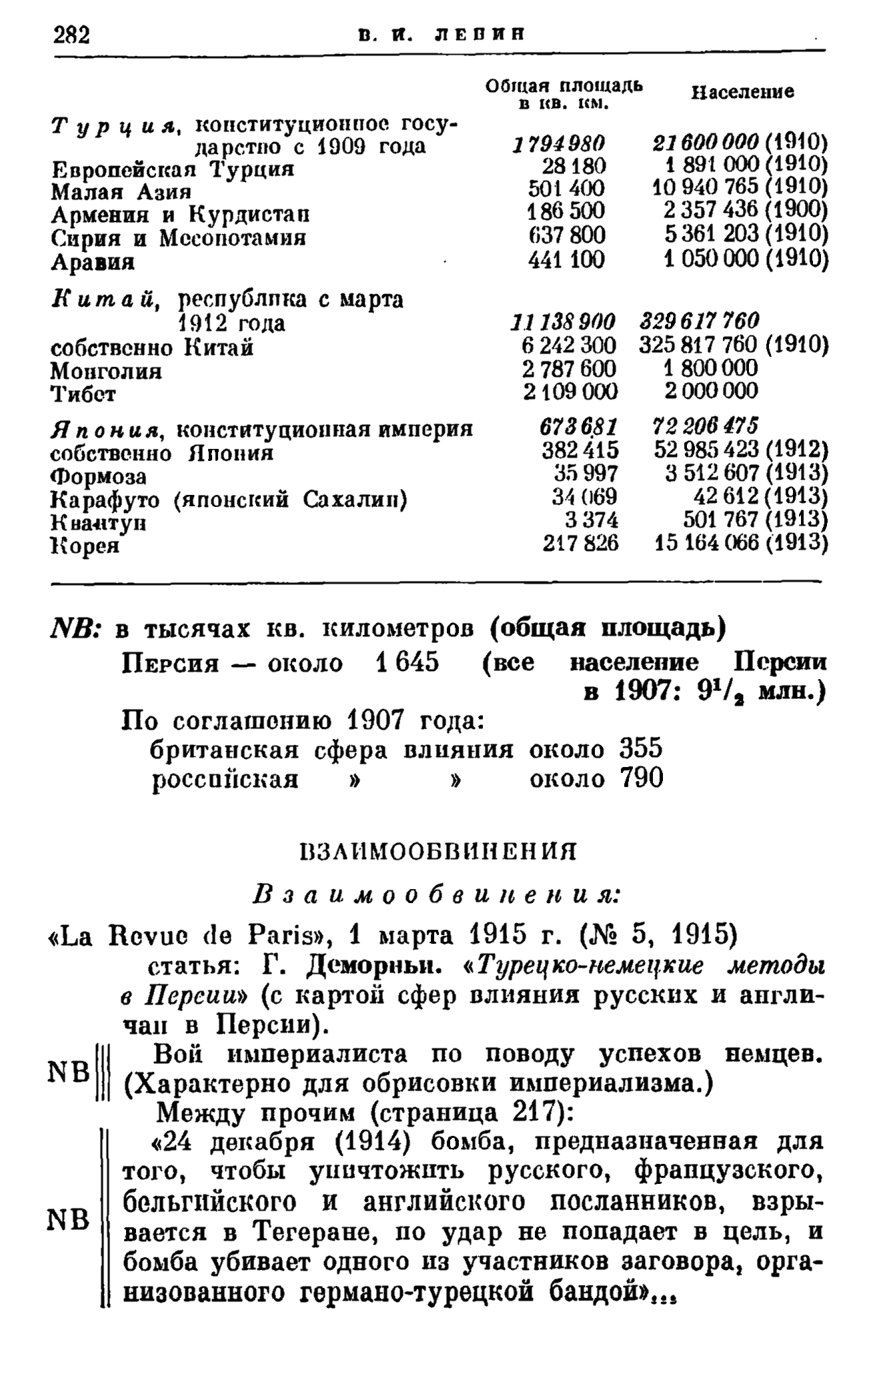 282 В. И. ЛЕНИН
Общая площадь Население
в кв. км.
Турция, конституционное госу-
дарство с 1909 года 1 794 980 21 600 000 (1910)
Европейская Турция 28 180 1 891 000 (1910)
Малая Азия 501 400 10 940 765 (1910)
Армения и Курдистан 186 500 2 357 436 (1900)
Сирия и Месопотамия 637 800 5 361 203 (1910)
Аравия 441 100 1 050 000 (1910)
Китай, республика с марта
1912 года 11 138 900 329 617 760
собственно Китай 6 242 300 325 817 760 (1910)
Монголия 2 787 600 1 800 000
Тибет 2 109 000 2 000 000
Япония, конституционная империя 673 681 72 206 475
собственно Япония 382 415 52 985 423 (1912)
Формоза 35 997 3 512 607 (1913)
Карафуто (японский Сахалин) 34 069 42 612 (1913)
Квантун 3 374 501 767 (1913)
Корея 217 826 15 164 066 (1913)
NB: в тысячах кв. километров (общая площадь)
Персия — около 1 645 (все население Персии
в 1907: 9 1/2 млн.)
По соглашению 1907 года:
британская сфера влияния около 355
российская » » около 790
ВЗАИМООБВИНЕНИЯ
Взаимообвинения:
«La Revue de Paris», 1 марта 1915 г. (№ 5, 1915)
статья: Г. Деморньи. «Турецко-немецкие методы
в Персии» (с картой сфер влияния русских и англи-
чан в Персии).
Вой империалиста по поводу успехов немцев.
NB (Характерно для обрисовки империализма.)
Между прочим (страница 217):
«24 декабря (1914) бомба, предназначенная для
того, чтобы уничтожить русского, французского,
бельгийского и английского посланников, взры-
NB вается в Тегеране, но удар не попадает в цель, и
бомба убивает одного из участников заговора, орга-
низованного германо-турецкой бандой»...